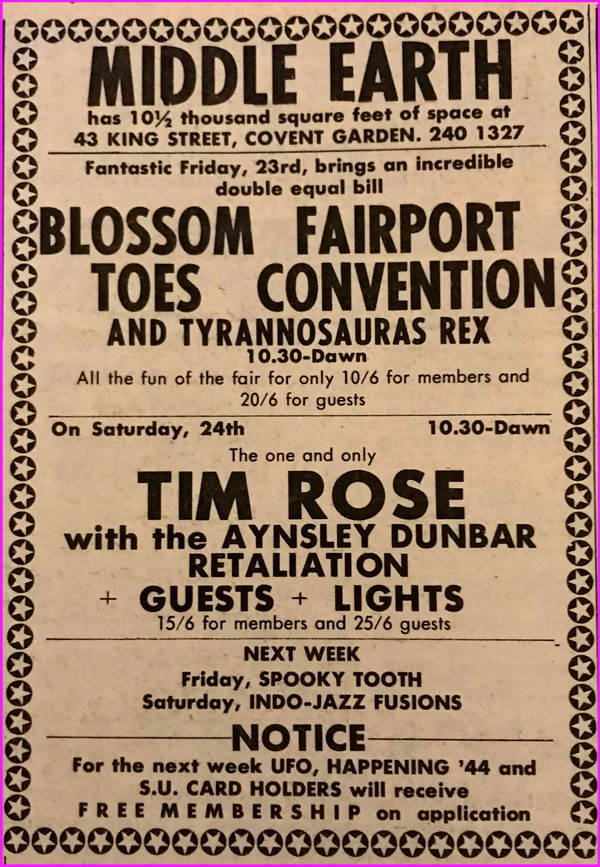 MIDDLE EARTH
has 10½ thousand square feet of space at
43 KING STREET, COVENT GARDEN. 240 1327
Fantastic Friday, 23rd, brings an incredible
double equal bill
BLOSSOM FAIRPORT
TOES CONVENTION
AND TYRANNOSAURAS REX
10.30-Dawn
All the fun of the fair for only 10/6 for members and
20/6 for guests
On Saturday, 24th 10.30-Dawn
The one and only
TIM ROSE
with the AYNSLEY DUNBAR
RETALIATION
+ GUESTS + LIGHTS
15/6 for members and 25/6 guests
NEXT WEEK
Friday, SPOOKY TOOTH
Saturday, INDO-JAZZ FUSIONS
NOTICE
For the next week UFO, HAPPENING '44 and
S.U. CARD HOLDERS will receive
FREE MEMBERSHIP on application